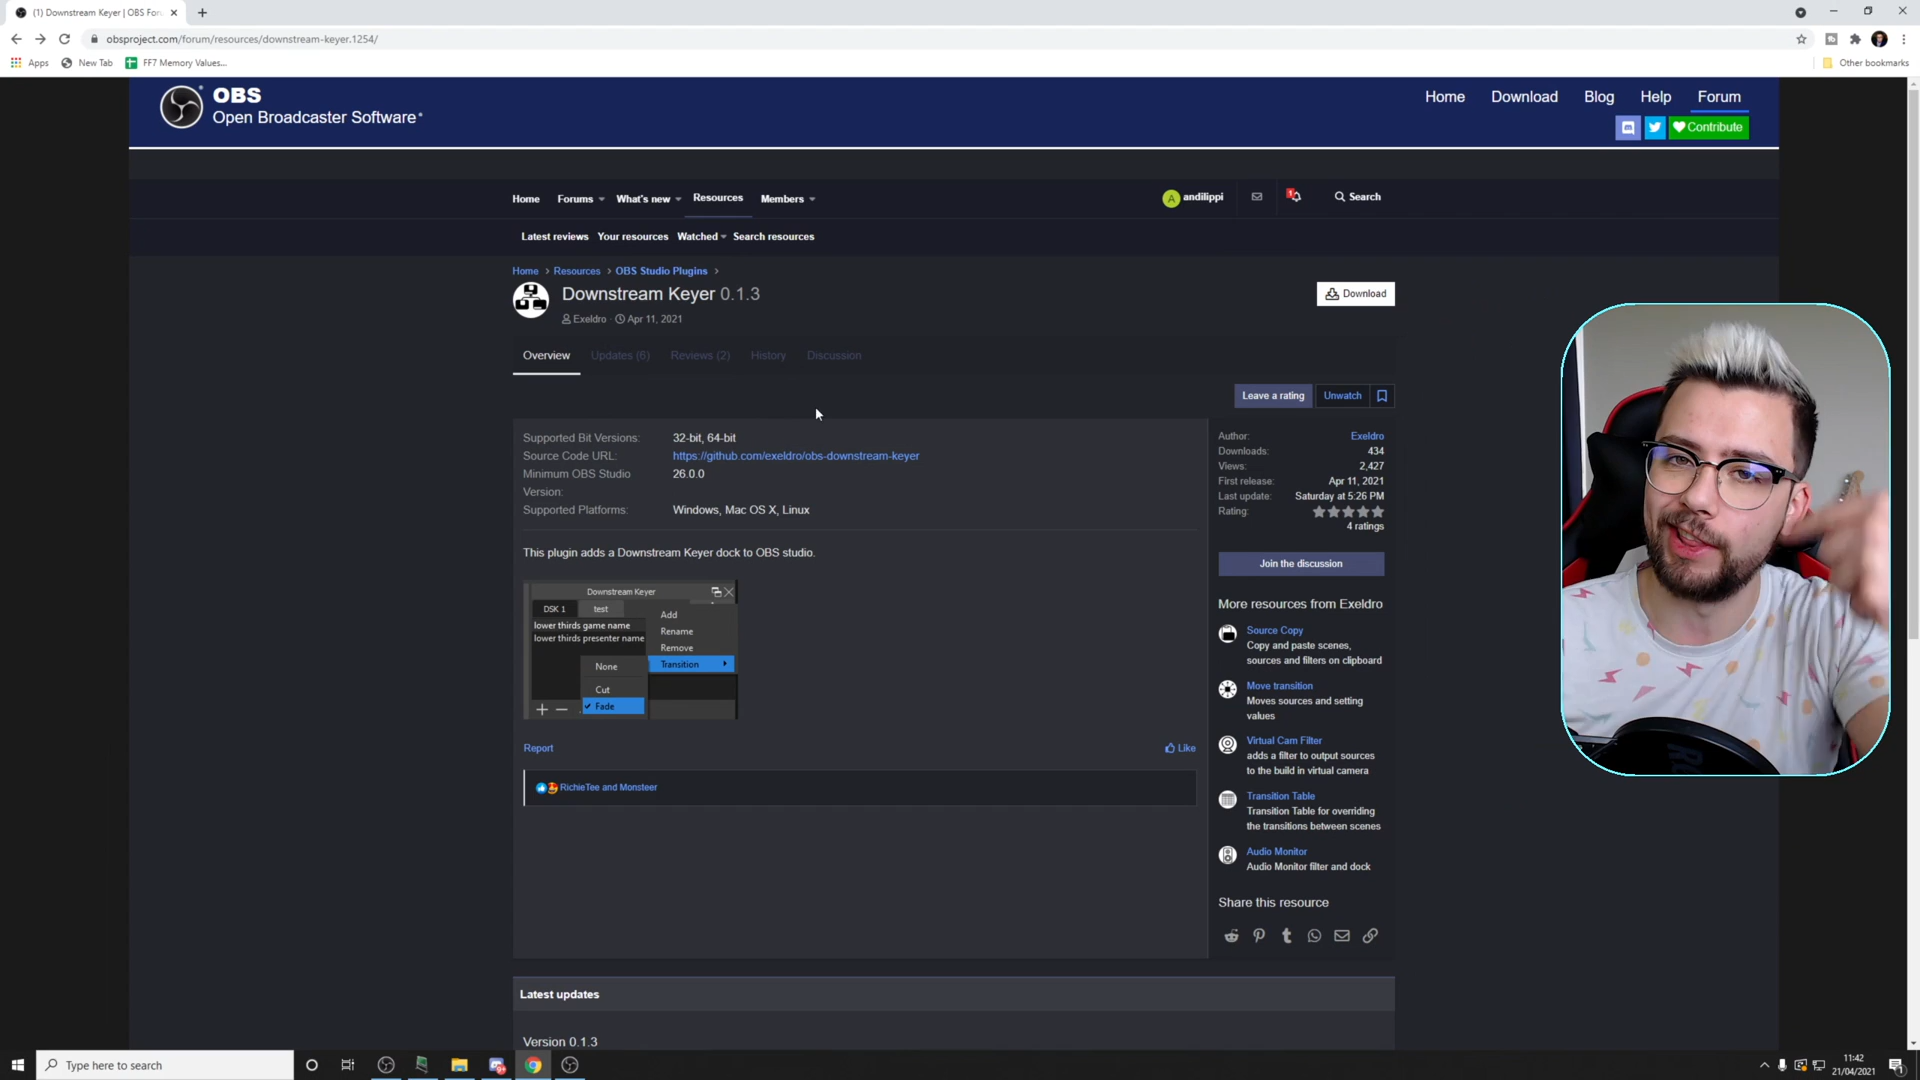 (1) Downstream Keyer | OBS For
obsproject.com/forum/resources/downstream-keyer.1254/
Apps New Tab FF7 Memory Values... Other bookmarks
OBS
Open Broadcaster Software
Home Download Blog Help Forum
Contribute
Home Forums What's new Resources Members
A andilippi 1 Search
Latest reviews Your resources Watched Search resources
Home > Resources > OBS Studio Plugins >
Downstream Keyer 0.1.3
Exeldro · Apr 11, 2021
Download
Overview Updates (6) Reviews (2) History Discussion
Leave a rating Unwatch
Supported Bit Versions: 32-bit, 64-bit
Source Code URL: https://github.com/exeldro/obs-downstream-keyer
Minimum OBS Studio 26.0.0
Version:
Supported Platforms: Windows, Mac OS X, Linux
This plugin adds a Downstream Keyer dock to OBS studio.
Downstream Keyer
DSK 1 test
lower thirds game name
lower thirds presenter name
Add
Rename
Remove
Transition
None
Cut
Fade
Report Like
RichieTee and Monsteer
Author: Exeldro
Downloads: 434
Views: 2,427
First release: Apr 11, 2021
Last update: Saturday at 5:26 PM
Rating:
4 ratings
Join the discussion
More resources from Exeldro
Source Copy
Copy and paste scenes,
sources and filters on clipboard
Move transition
Moves sources and setting
values
Virtual Cam Filter
adds a filter to output sources
to the build in virtual camera
Transition Table
Transition Table for overriding
the transitions between scenes
Audio Monitor
Audio Monitor filter and dock
Share this resource
Latest updates
Version 0.1.3
Type here to search
11:42
21/04/2021